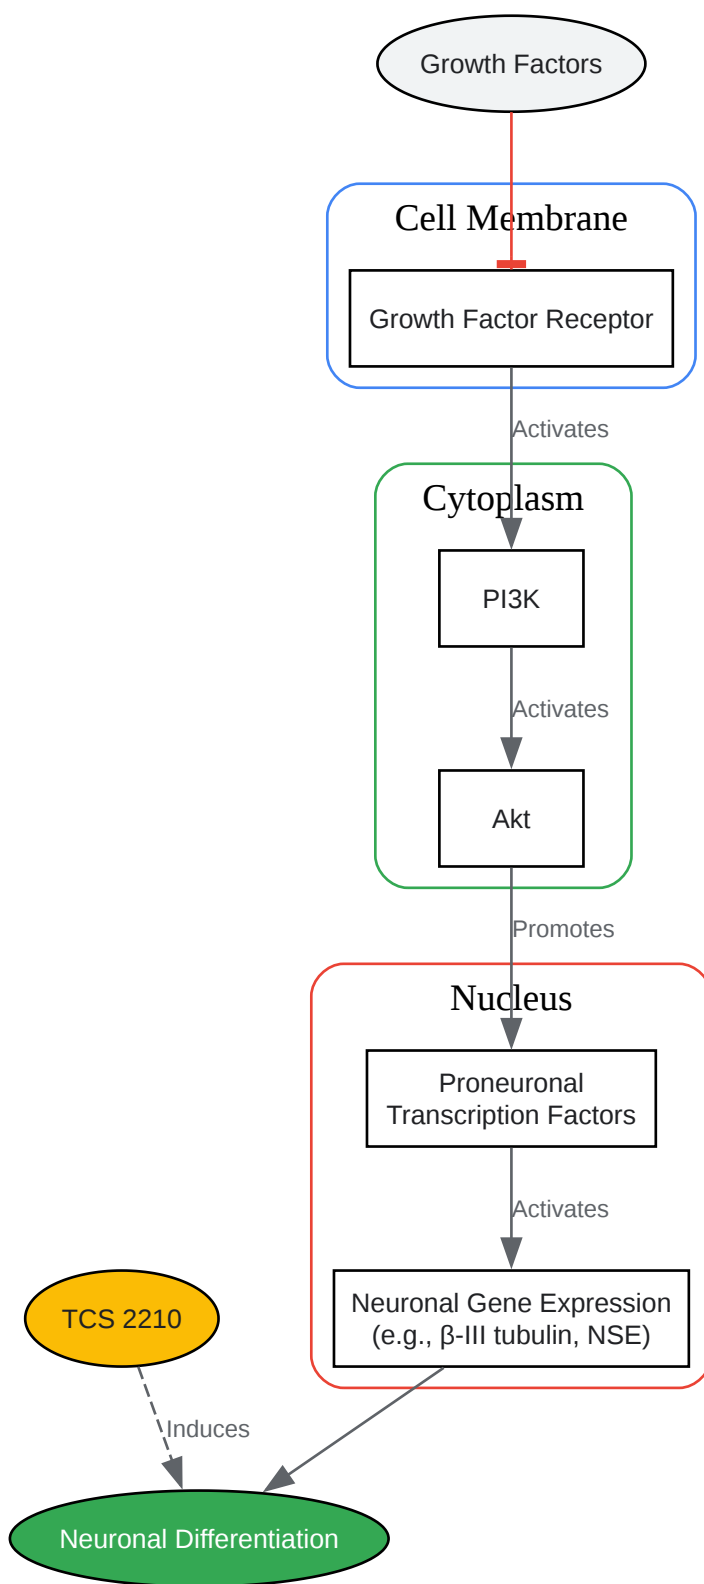 Growth Factors
Cell Membrane
Growth Factor Receptor
Activates
Cytoplasm
PI3K
Activates
Akt
Promotes
Nucleus
Proneuronal
Transcription Factors
Activates
Neuronal Gene Expression
(e.g., β-III tubulin, NSE)
TCS 2210
Induces
Neuronal Differentiation